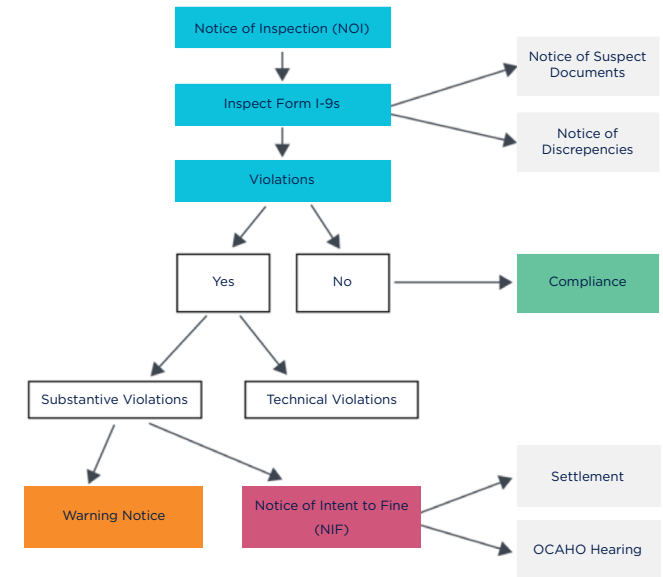 Notice of Inspection (NOI)
Notice of Suspect
Documents
Inspect Form I-9s
Notice of
Discrepencies
Violations
Yes
No
Compliance
Substantive Violations
Technical Violations
Settlement
Warning Notice
Notice of Intent to Fine
(NIF)
OCAHO Hearing